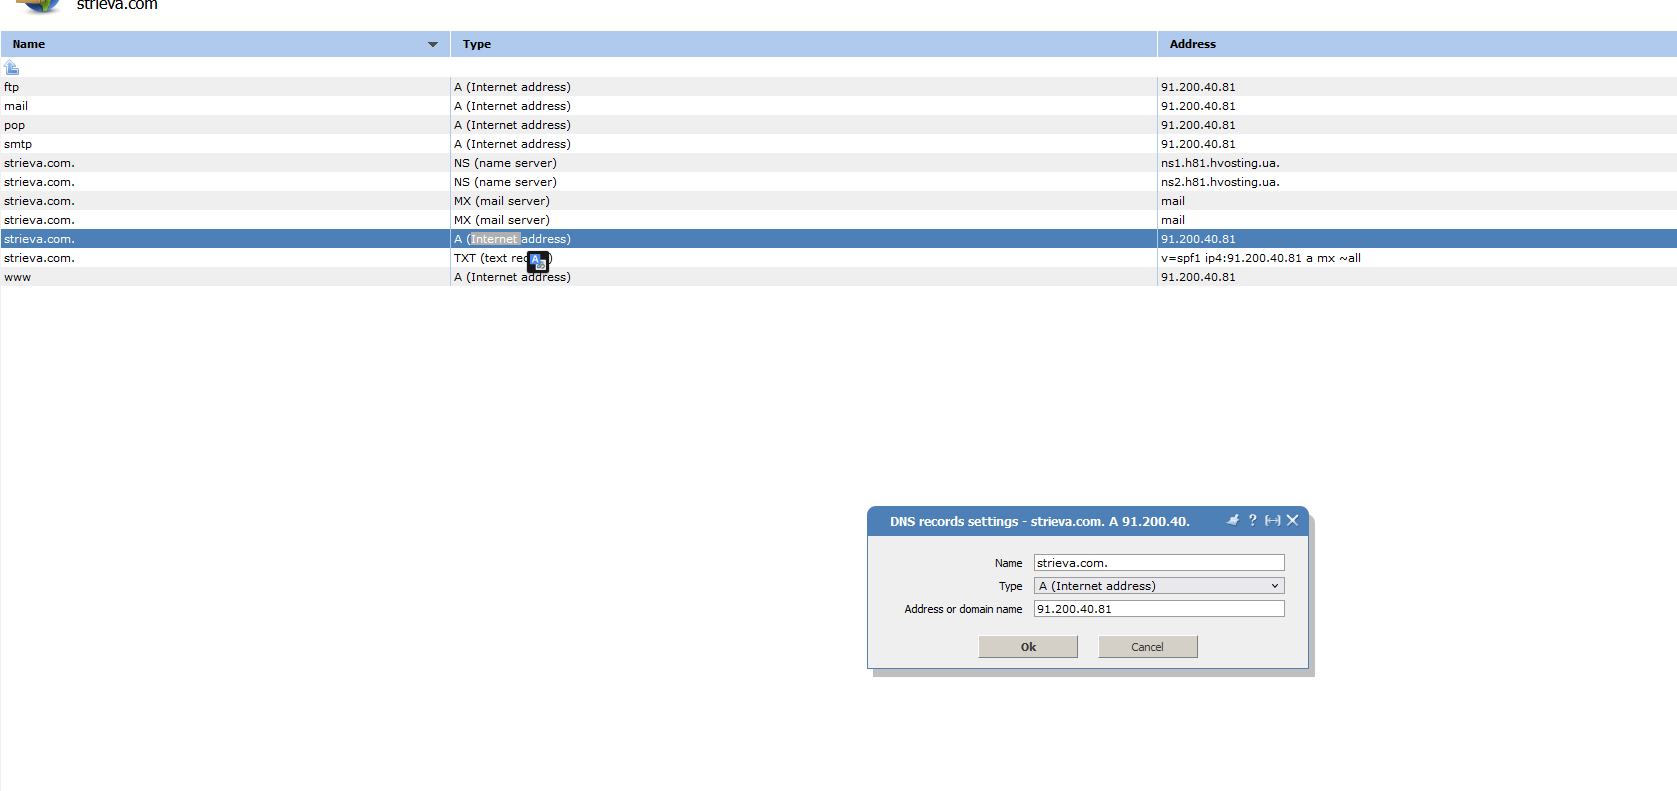 strieva.com
Name Type Address
ftp A (Internet address) 91.200.40.81
mail A (Internet address) 91.200.40.81
pop A (Internet address) 91.200.40.81
smtp A (Internet address) 91.200.40.81
strieva.com. NS (name server) ns1.h81.hvosting.ua.
strieva.com. NS (name server) ns2.h81.hvosting.ua.
strieva.com. MX (mail server) mail
strieva.com. MX (mail server) mail
strieva.com. A (Internet address) 91.200.40.81
strieva.com. TXT (text v=spf1 ip4:91.200.40.81 a mx ~all
www A (Internet address) 91.200.40.81
DNS records settings - strieva.com. A 91.200.40.
Name strieva.com.
Type A (Internet address)
Address or domain name 91.200.40.81
Ok Cancel